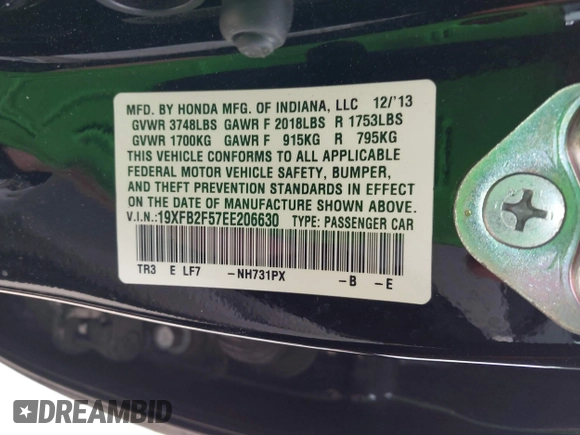 MFD. BY HONDA MFG. OF INDIANA, LLC 12/'13
GVWR 3748LBS GAWR F 2018LBS R 1753LBS
GVWR 1700KG GAWR F 915KG R 795KG
THIS VEHICLE CONFORMS TO ALL APPLICABLE
FEDERAL MOTOR VEHICLE SAFETY, BUMPER,
AND THEFT PREVENTION STANDARDS IN EFFECT
ON THE DATE OF MANUFACTURE SHOWN ABOVE.
V.I.N.:19XFB2F57EE206630 TYPE: PASSENGER CAR
TR3 E LF7 -NH731PX -B -E
DREAMBID